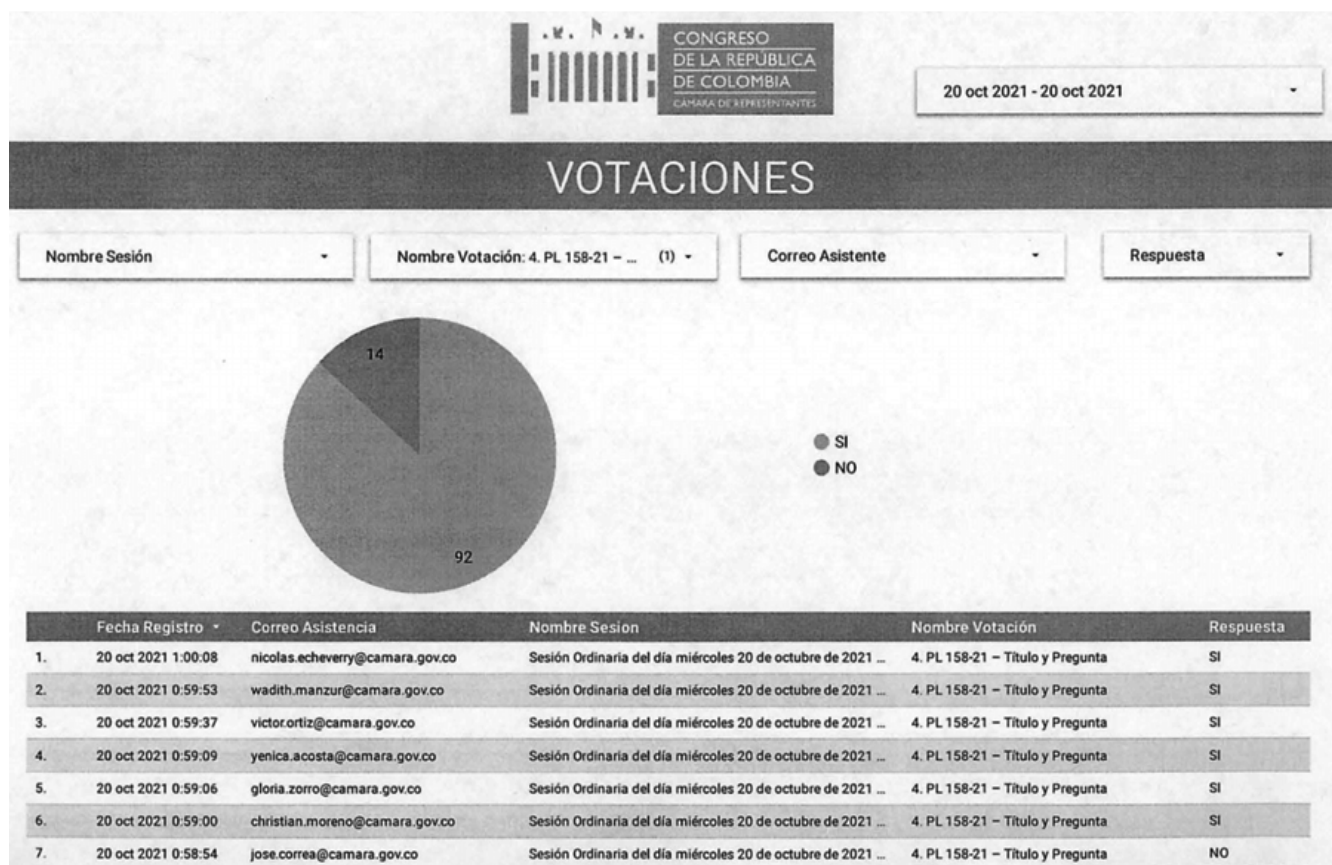 CONGRESO
DE LA REPÚBLICA
DE COLOMBIA
CÁMARA DE REPRESENTANTES
20 oct 2021 - 20 oct 2021
VOTACIONES
Nombre Sesión
Nombre Votación: 4. PL 158-21 – ... (1)
Correo Asistente
Respuesta
14
92
SI
NO
Fecha Registro Correo Asistencia Nombre Sesion Nombre Votación Respuesta
1. 20 oct 2021 1:00:08 nicolas.echeverry@camara.gov.co Sesión Ordinaria del día miércoles 20 de octubre de 2021 ... 4. PL 158-21 – Título y Pregunta SI
2. 20 oct 2021 0:59:53 wadith.manzur@camara.gov.co Sesión Ordinaria del día miércoles 20 de octubre de 2021 ... 4. PL 158-21 – Título y Pregunta SI
3. 20 oct 2021 0:59:37 victor.ortiz@camara.gov.co Sesión Ordinaria del día miércoles 20 de octubre de 2021 ... 4. PL 158-21 – Título y Pregunta SI
4. 20 oct 2021 0:59:09 yenica.acosta@camara.gov.co Sesión Ordinaria del día miércoles 20 de octubre de 2021 ... 4. PL 158-21 – Título y Pregunta SI
5. 20 oct 2021 0:59:06 gloria.zorro@camara.gov.co Sesión Ordinaria del día miércoles 20 de octubre de 2021 ... 4. PL 158-21 – Título y Pregunta SI
6. 20 oct 2021 0:59:00 christian.moreno@camara.gov.co Sesión Ordinaria del día miércoles 20 de octubre de 2021 ... 4. PL 158-21 – Título y Pregunta SI
7. 20 oct 2021 0:58:54 jose.correa@camara.gov.co Sesión Ordinaria del día miércoles 20 de octubre de 2021 ... 4. PL 158-21 – Título y Pregunta NO